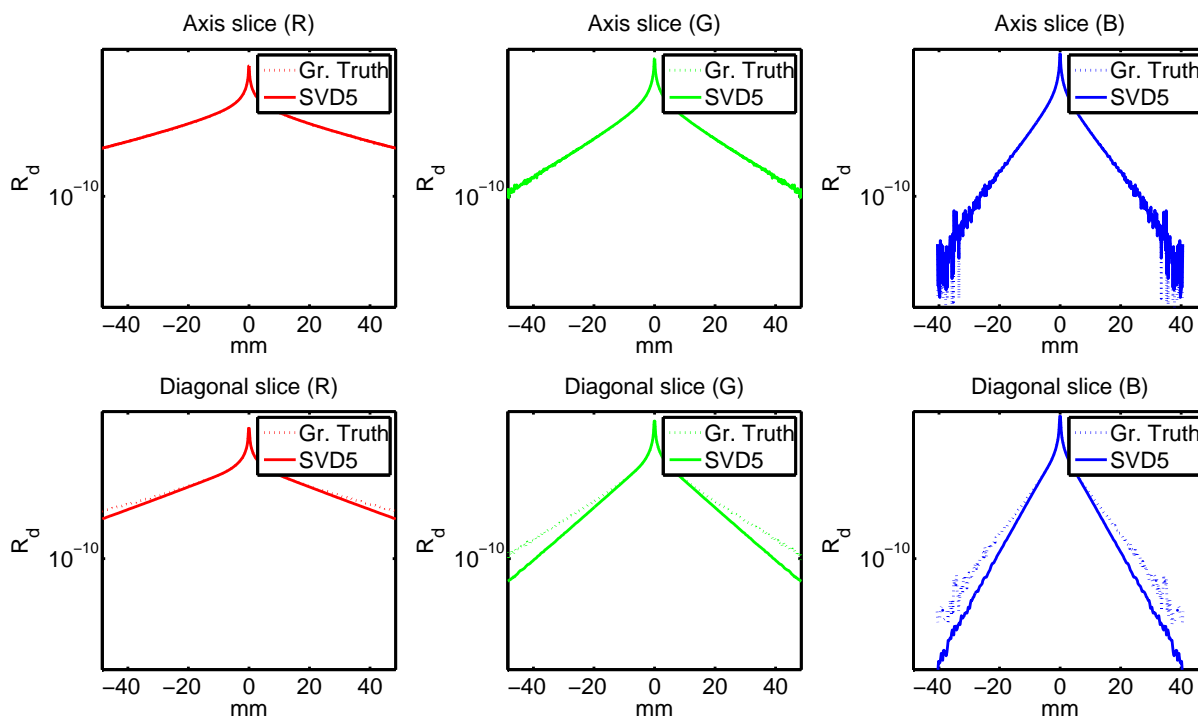 Axis slice (R)
Gr. Truth
SVD5
R_d
10^−10
−40 −20 0 20 40
mm
Axis slice (G)
Gr. Truth
SVD5
R_d
10^−10
−40 −20 0 20 40
mm
Axis slice (B)
Gr. Truth
SVD5
R_d
10^−10
−40 −20 0 20 40
mm
Diagonal slice (R)
Gr. Truth
SVD5
R_d
10^−10
−40 −20 0 20 40
mm
Diagonal slice (G)
Gr. Truth
SVD5
R_d
10^−10
−40 −20 0 20 40
mm
Diagonal slice (B)
Gr. Truth
SVD5
R_d
10^−10
−40 −20 0 20 40
mm